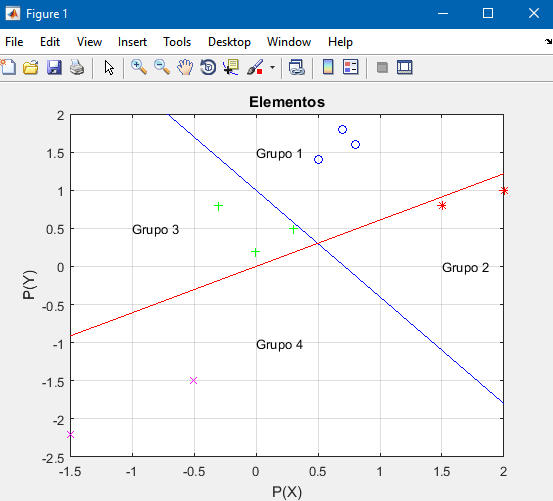 Figure 1
File Edit View Insert Tools Desktop Window Help
Elementos
2
1.5
1
0.5
0
-0.5
-1
-1.5
-2
-2.5
P(Y)
Grupo 1
Grupo 3
Grupo 2
Grupo 4
-1.5 -1 -0.5 0 0.5 1 1.5 2
P(X)